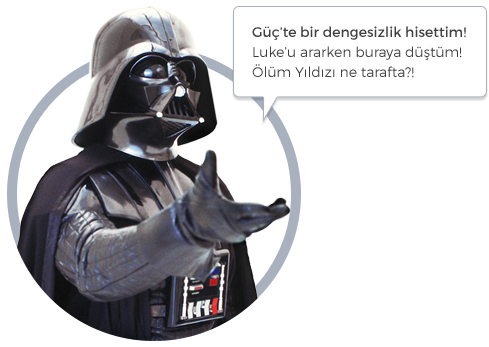 Güç'te bir dengesizlik hisettim!
Luke'u ararken buraya düştüm!
Ölüm Yıldızı ne tarafta?!